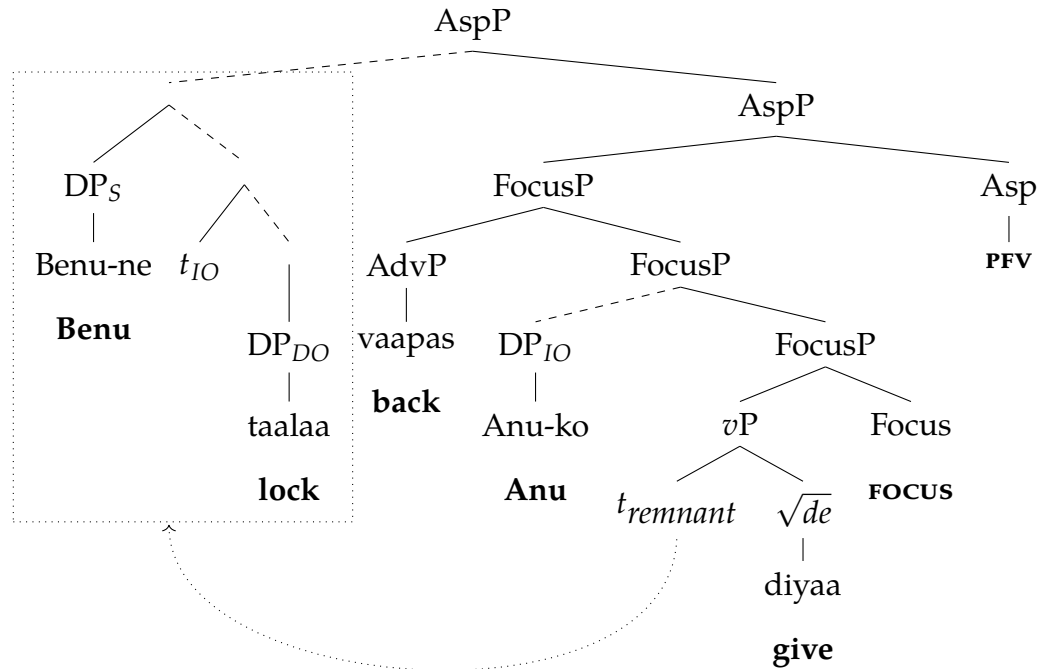 AspP
AspP
DP_S FocusP Asp
Benu-ne t_IO AdvP FocusP PFV
Benu DP_DO vaapas DP_IO FocusP
taalaa back Anu-ko vP Focus
lock Anu t_remnant √de FOCUS
diyaa
give